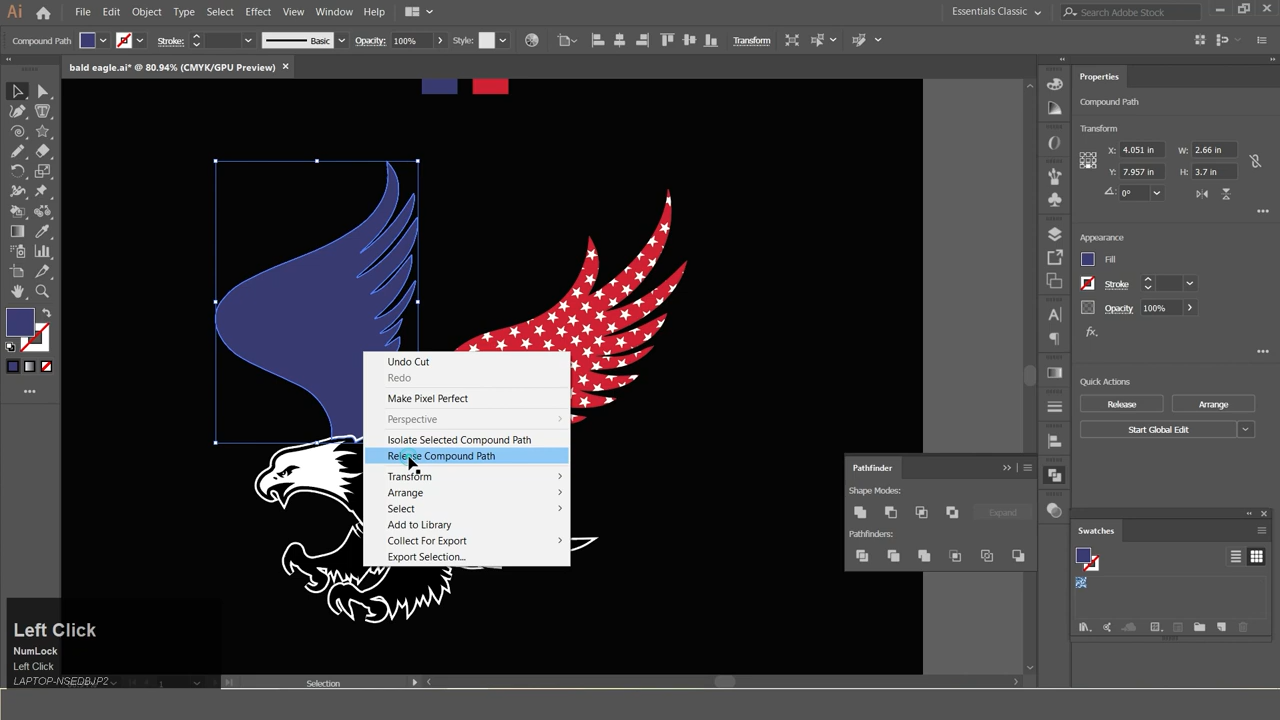 Ai File Edit Object Type Select Effect View Window Help Essentials Classic Search Adobe Stock
Compound Path Stroke: Basic Opacity: 100% Style: Transform
bald eagle.ai* @ 80.94% (CMYK/GPU Preview)
Properties
Compound Path
Transform
X: 4.051 in W: 2.66 in
Y: 7.957 in H: 3.7 in
0°
Appearance
Fill
Stroke
Opacity 100%
fx.
Quick Actions
Release Arrange
Start Global Edit
Undo Cut
Redo
Make Pixel Perfect
Perspective
Isolate Selected Compound Path
Release Compound Path
Transform
Arrange
Select
Add to Library
Collect For Export
Export Selection...
Pathfinder
Shape Modes:
Expand
Pathfinders:
Swatches
Left Click
NumLock
Left Click
LAPTOP-NSEDBJP2
1 Selection